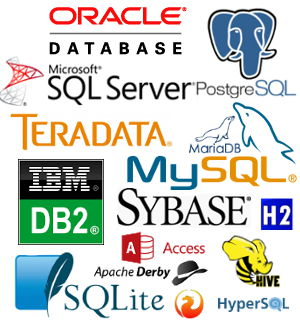 ORACLE®
DATABASE
Microsoft®
SQL Server®
PostgreSQL
TERADATA®
MariaDB
MySQL®
IBM®
DB2®
SYBASE®
H2
A Access
Apache Derby
HIVE
SQLite
HyperSQL